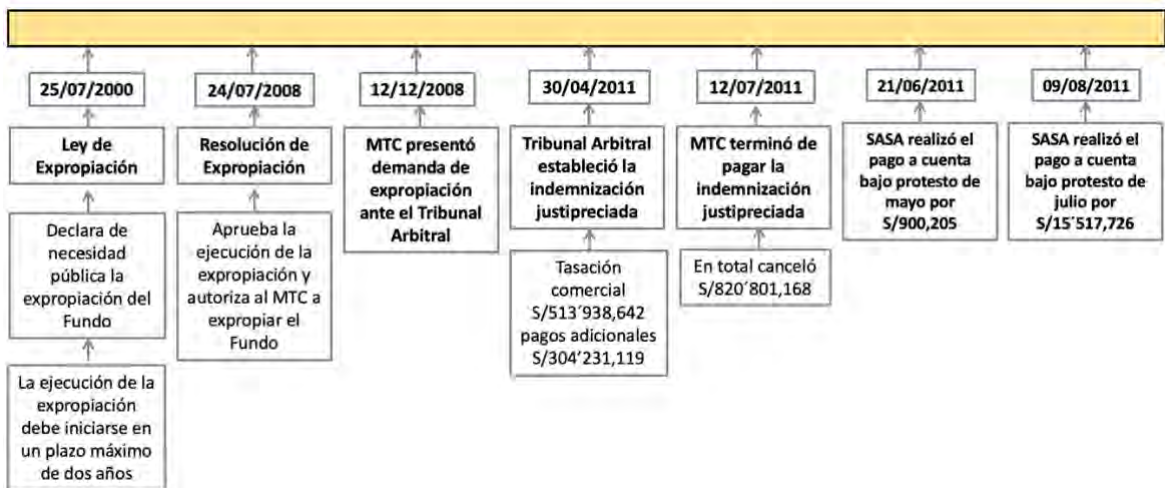 25/07/2000
24/07/2008
12/12/2008
30/04/2011
12/07/2011
21/06/2011
09/08/2011
Ley de
Expropiación
Declara de
necesidad
pública la
expropiación del
Fundo
La ejecución de la
expropiación
debe iniciarse en
un plazo máximo
de dos años
Resolución de
Expropiación
Aprueba la
ejecución de la
expropiación y
autoriza al MTC a
expropiar el
Fundo
MTC presentó
demanda de
expropiación
ante el Tribunal
Arbitral
Tribunal Arbitral
estableció la
indemnización
justipreciada
Tasación
comercial
S/513´938,642
pagos adicionales
S/304´231,119
MTC terminó de
pagar la
indemnización
justipreciada
En total canceló
S/820´801,168
SASA realizó el
pago a cuenta
bajo protesto de
mayo por
S/900,205
SASA realizó el
pago a cuenta
bajo protesto de
julio por
S/15´517,726